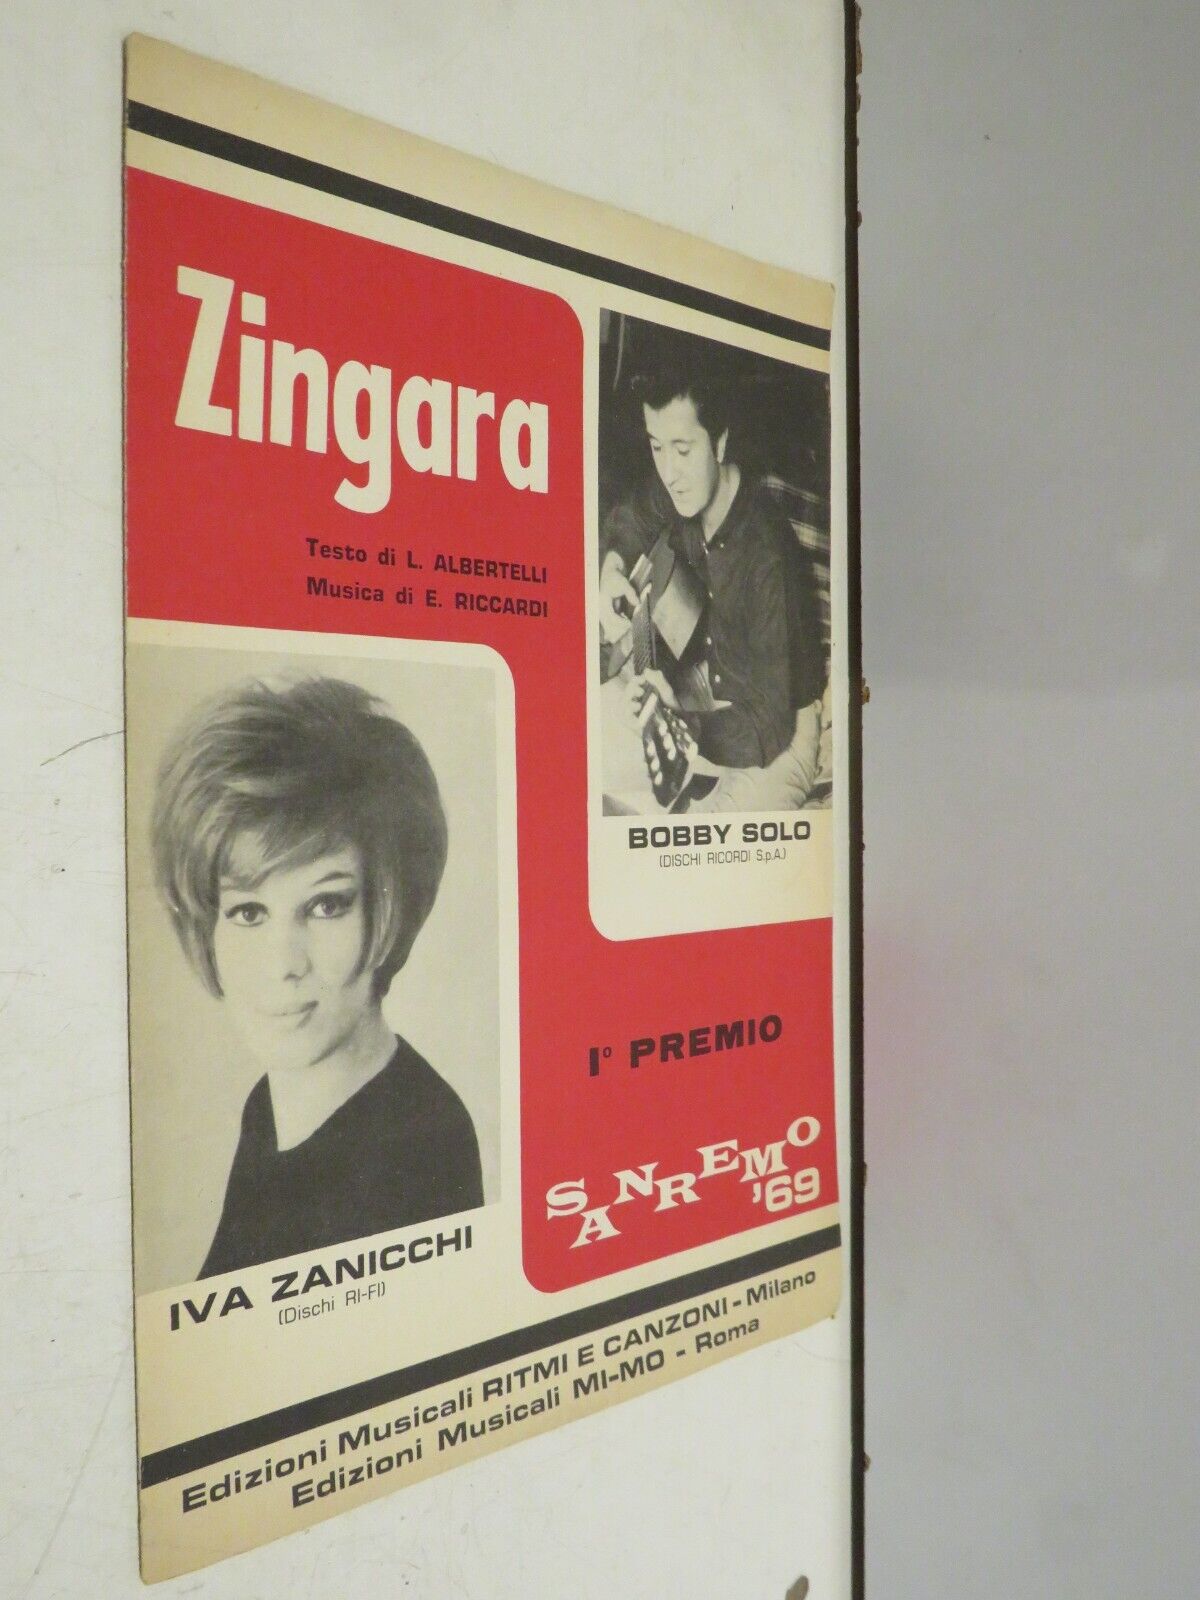 Zingara
Testo di L. ALBERTELLI
Musica di E. RICCARDI
BOBBY SOLO
(DISCHI RICORDI S.p.A.)
I° PREMIO
SANREMO
'69
IVA ZANICCHI
(Dischi RI-FI)
Edizioni Musicali RITMI E CANZONI - Milano
Edizioni Musicali MI-MO - Roma